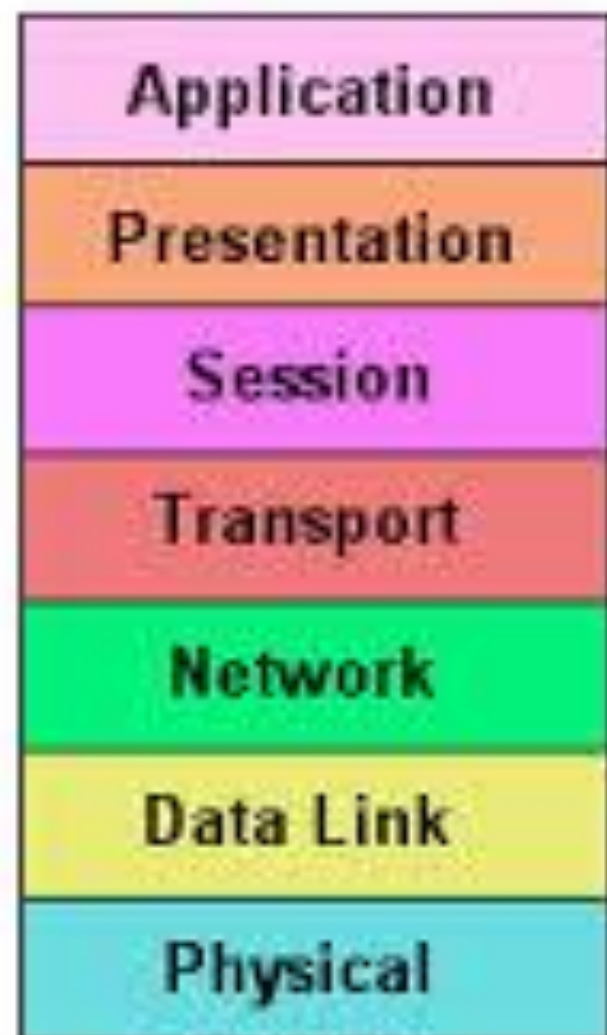 Application
Presentation
Session
Transport
Network
Data Link
Physical